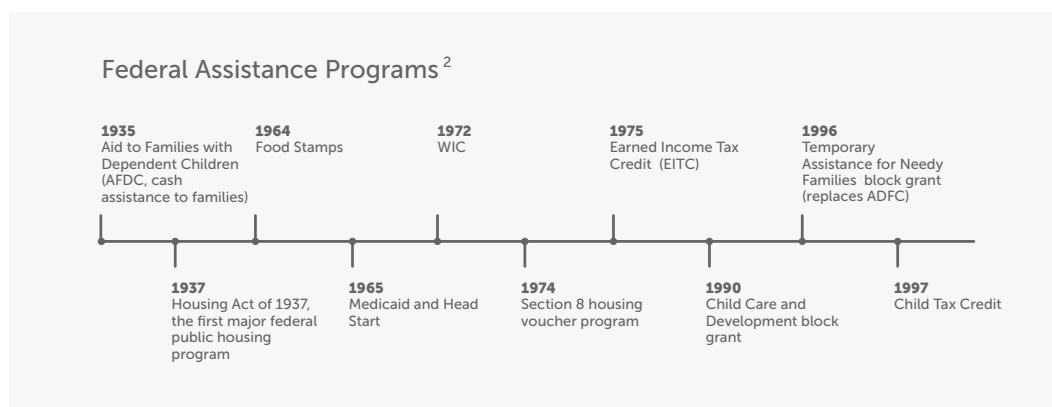 Federal Assistance Programs 2
1935
Aid to Families with
Dependent Children
(AFDC, cash
assistance to families)
1964
Food Stamps
1972
WIC
1975
Earned Income Tax
Credit (EITC)
1996
Temporary
Assistance for Needy
Families block grant
(replaces ADFC)
1937
Housing Act of 1937,
the first major federal
public housing
program
1965
Medicaid and Head
Start
1974
Section 8 housing
voucher program
1990
Child Care and
Development block
grant
1997
Child Tax Credit